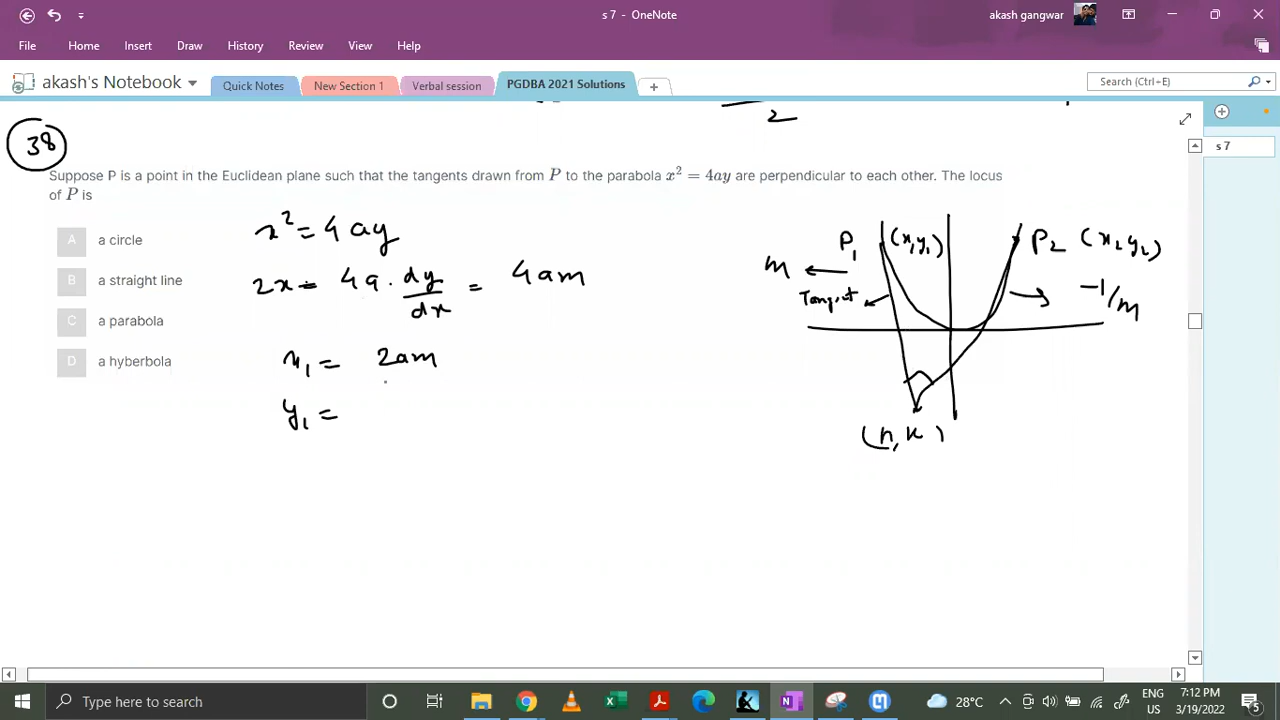 s 7 - OneNote
akash gangwar
File Home Insert Draw History Review View Help
akash's Notebook
Quick Notes
New Section 1
Verbal session
PGDBA 2021 Solutions
Search (Ctrl+E)
s 7
2
38
Suppose P is a point in the Euclidean plane such that the tangents drawn from P to the parabola x² = 4ay are perpendicular to each other. The locus
of P is
A a circle
B a straight line
C a parabola
D a hyberbola
x² = 4ay
2x = 4a · dy/dx = 4am
x₁ = 2am
y₁ =
P₁ (x₁y₁)
P₂ (x₂y₂)
m
Tangent
-1/m
(h, k)
Type here to search
28°C
ENG
US
7:12 PM
3/19/2022
5